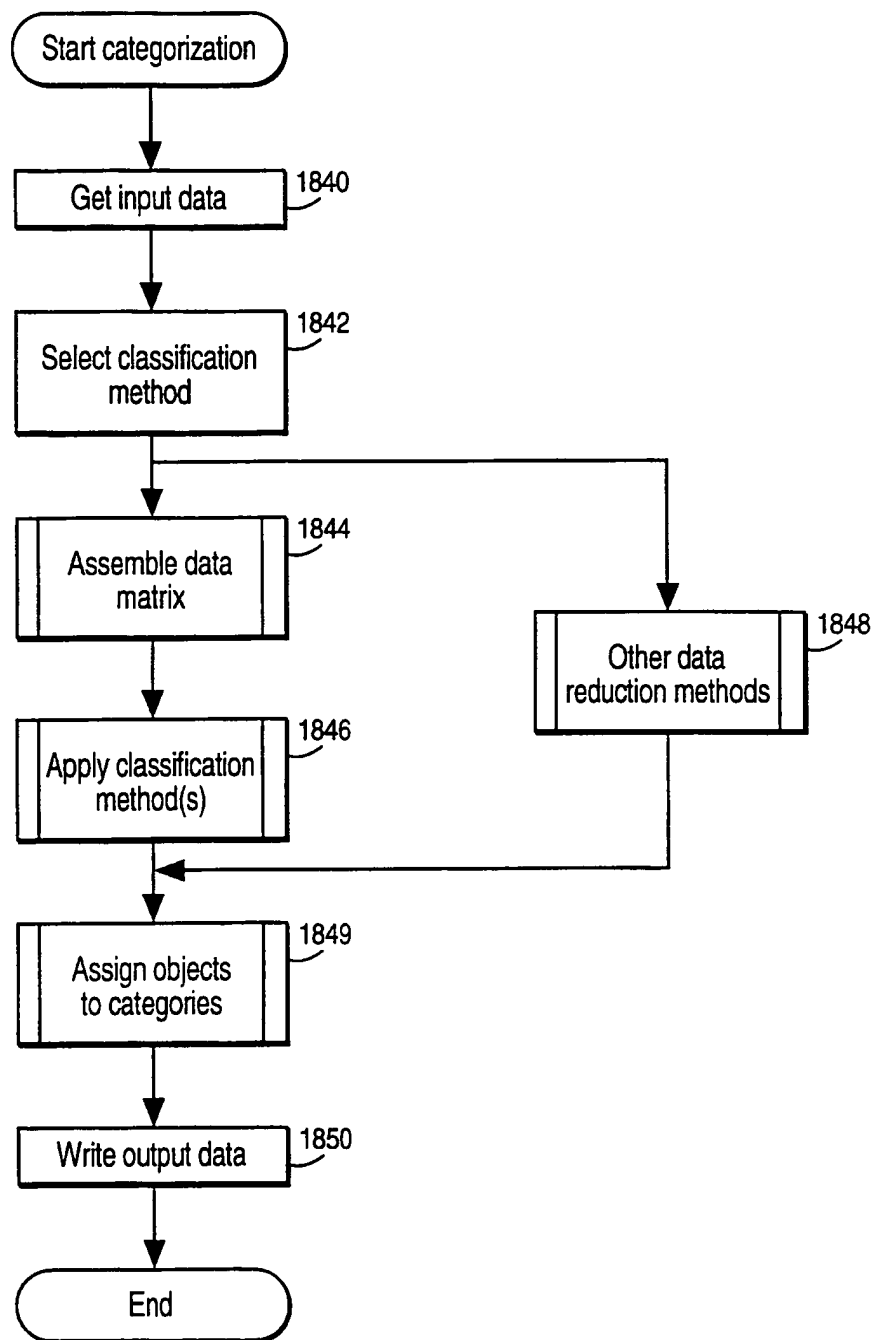 Start categorization
Get input data
1840
Select classification
method
1842
Assemble data
matrix
1844
Other data
reduction methods
1848
Apply classification
method(s)
1846
Assign objects
to categories
1849
Write output data
1850
End